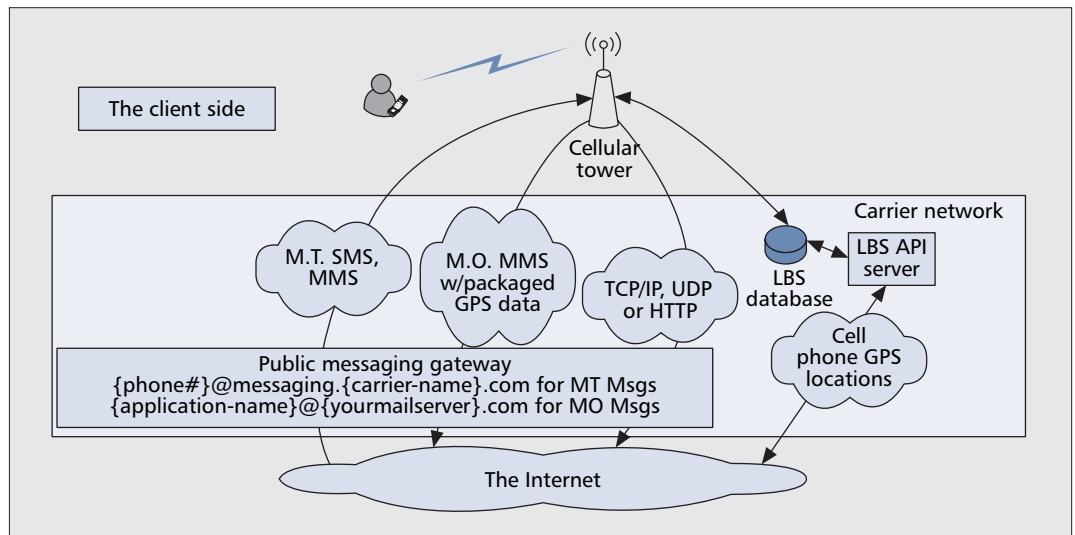 The client side
Cellular
tower
Carrier network
M.T. SMS,
MMS
M.O. MMS
w/packaged
GPS data
TCP/IP, UDP
or HTTP
LBS
database
LBS API
server
Cell
phone GPS
locations
Public messaging gateway
{phone#}@messaging.{carrier-name}.com for MT Msgs
{application-name}@{yourmailserver}.com for MO Msgs
The Internet